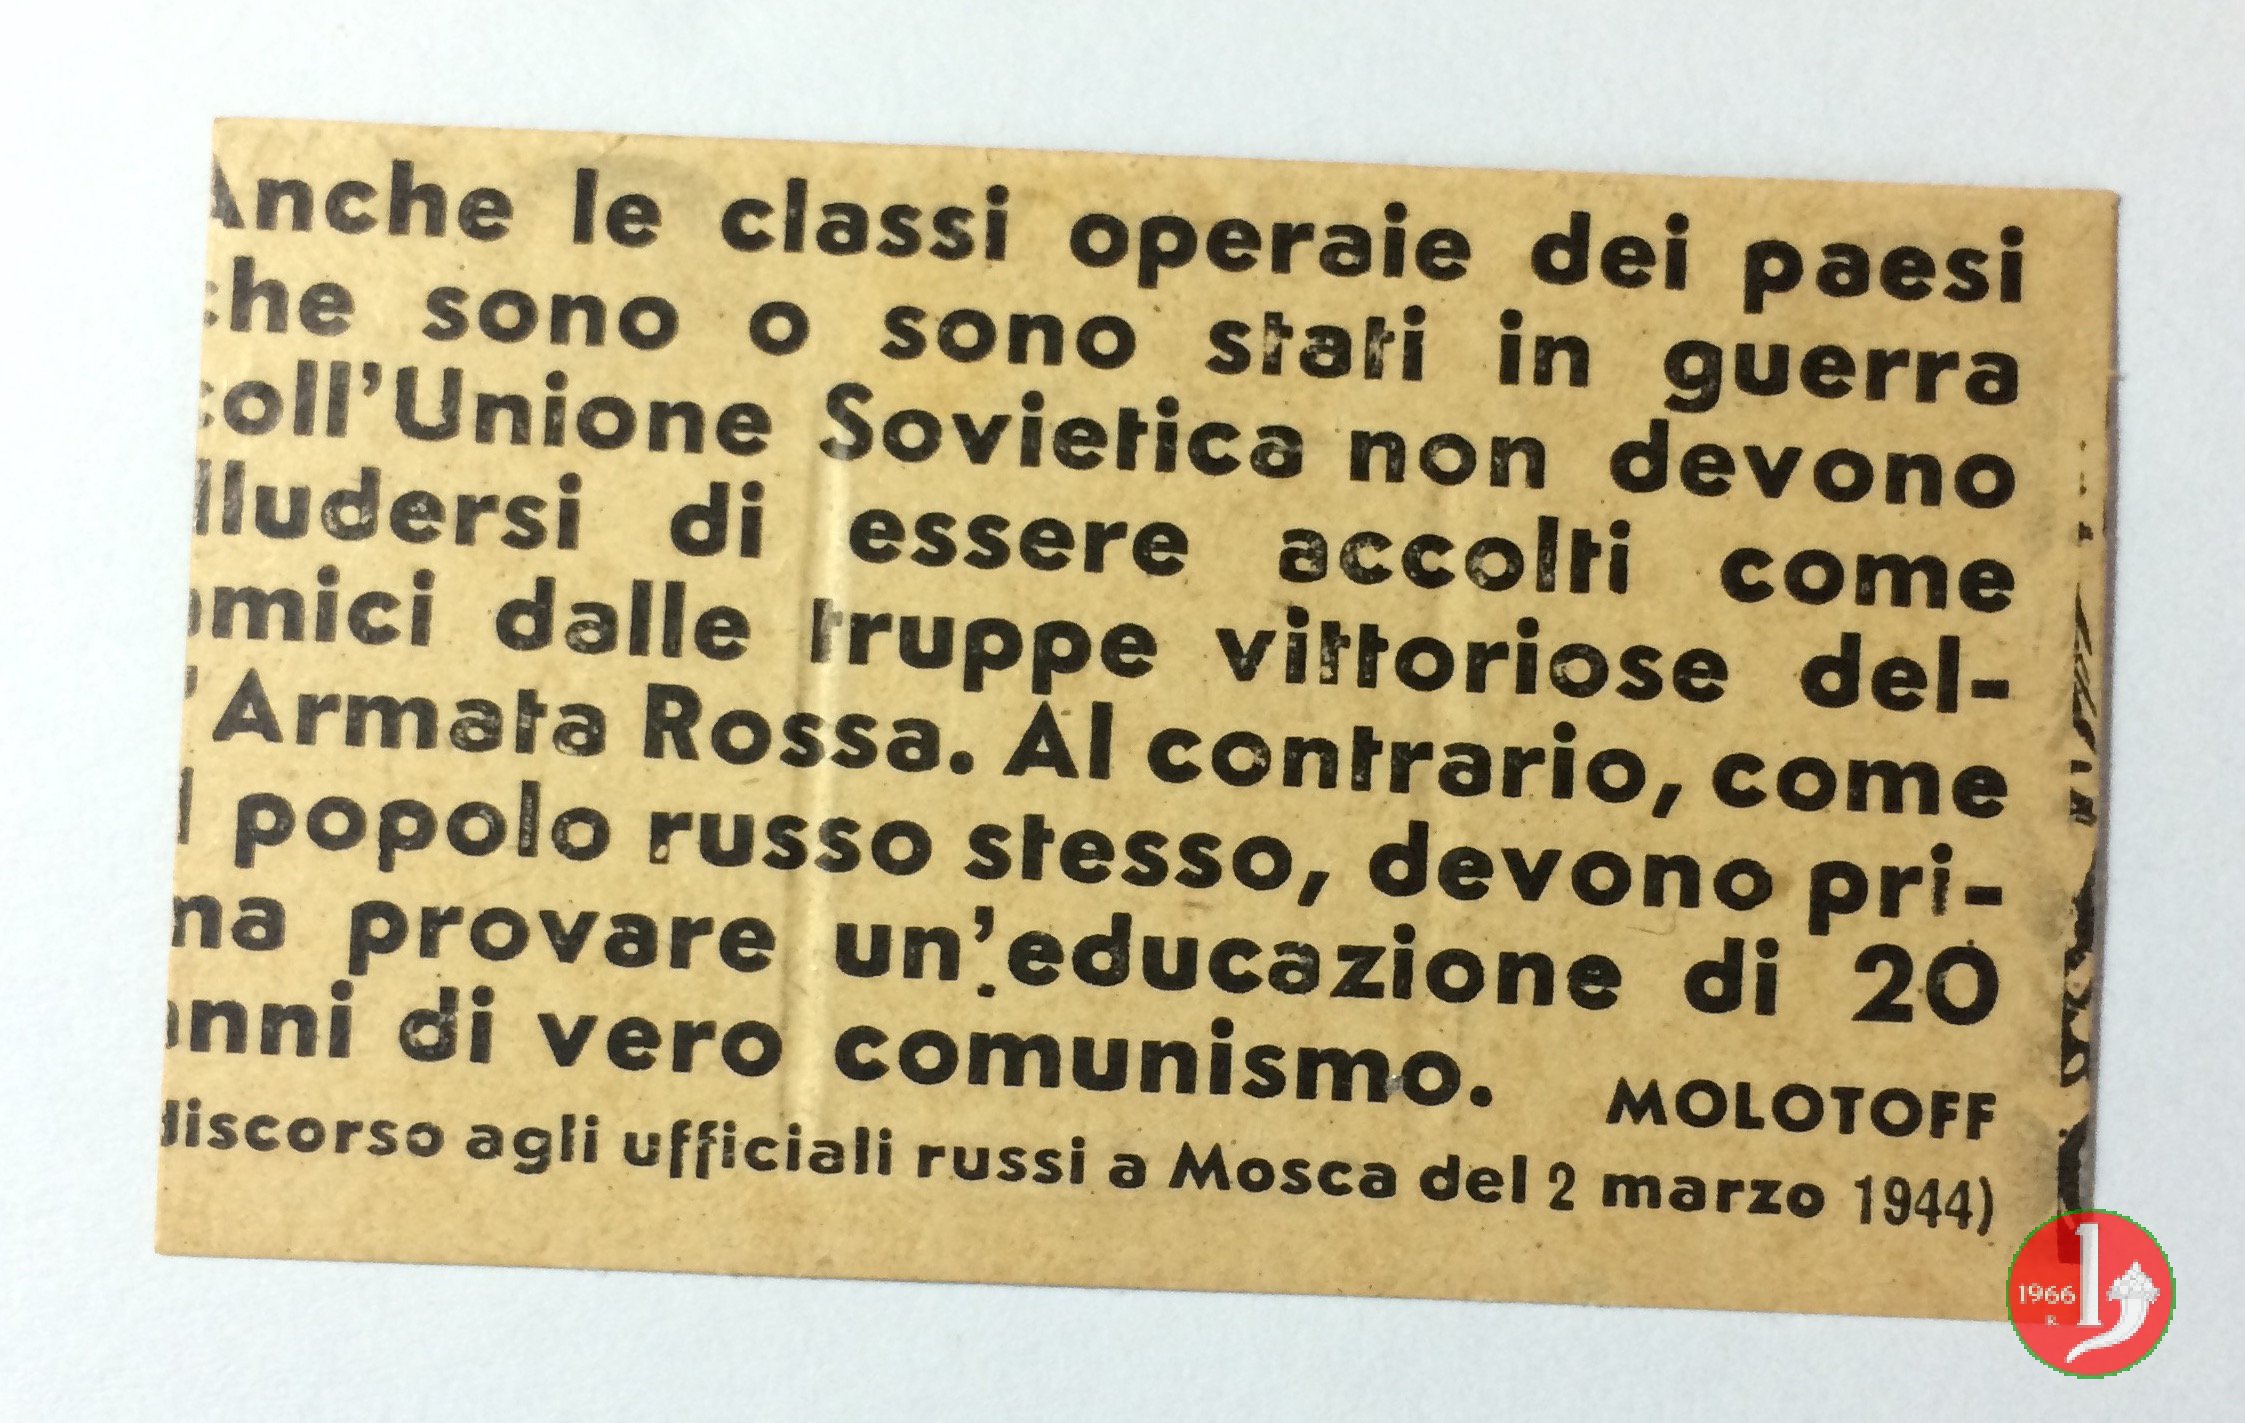 Anche le classi operaie dei paesi
che sono o sono stati in guerra
coll'Unione Sovietica non devono
illudersi di essere accolti come
amici dalle truppe vittoriose del-
l'Armata Rossa. Al contrario, come
il popolo russo stesso, devono pri-
ma provare un'educazione di 20
anni di vero comunismo.
MOLOTOFF
discorso agli ufficiali russi a Mosca del 2 marzo 1944)
1966
R